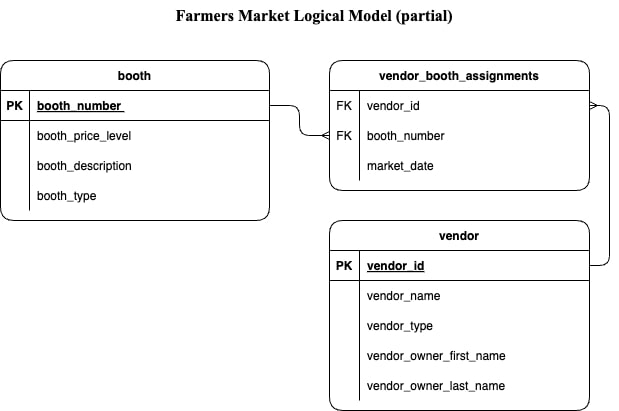 Farmers Market Logical Model (partial)
booth
PK booth_number
booth_price_level
booth_description
booth_type
vendor_booth_assignments
FK vendor_id
FK booth_number
market_date
vendor
PK vendor_id
vendor_name
vendor_type
vendor_owner_first_name
vendor_owner_last_name